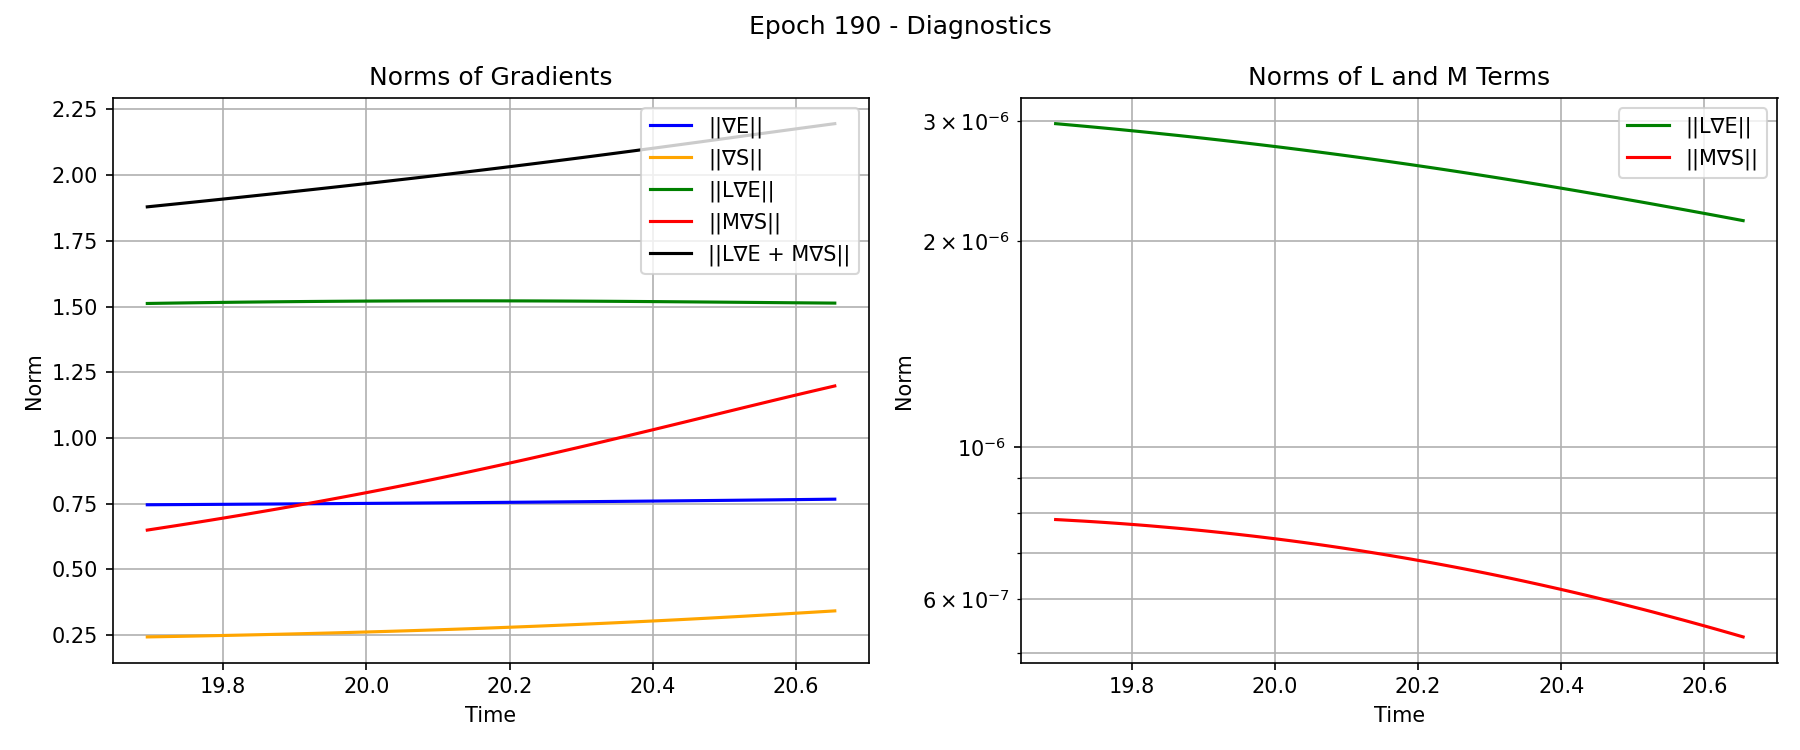 Epoch 190 - Diagnostics
Norms of Gradients
2.25
2.00
1.75
1.50
1.25
1.00
0.75
0.50
0.25
Norm
19.8
20.0
20.2
20.4
20.6
Time
||∇E||
||∇S||
||L∇E||
||M∇S||
||L∇E + M∇S||
Norms of L and M Terms
3 × 10⁻⁶
2 × 10⁻⁶
10⁻⁶
6 × 10⁻⁷
Norm
19.8
20.0
20.2
20.4
20.6
Time
||L∇E||
||M∇S||